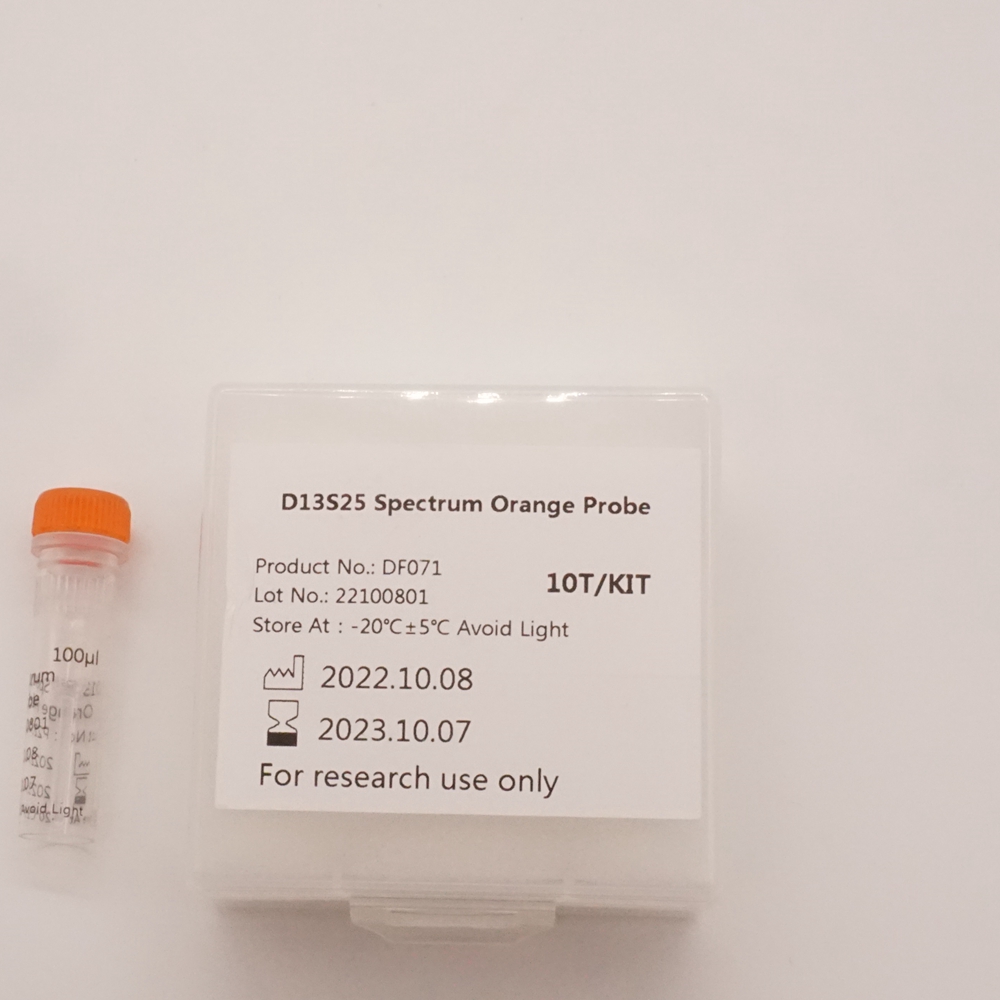 D13S25 Spectrum Orange Probe
Product No.: DF071
10T/KIT
Lot No.: 22100801
Store At : -20℃±5℃ Avoid Light
2022.10.08
2023.10.07
For research use only
100μl
Avoid Light